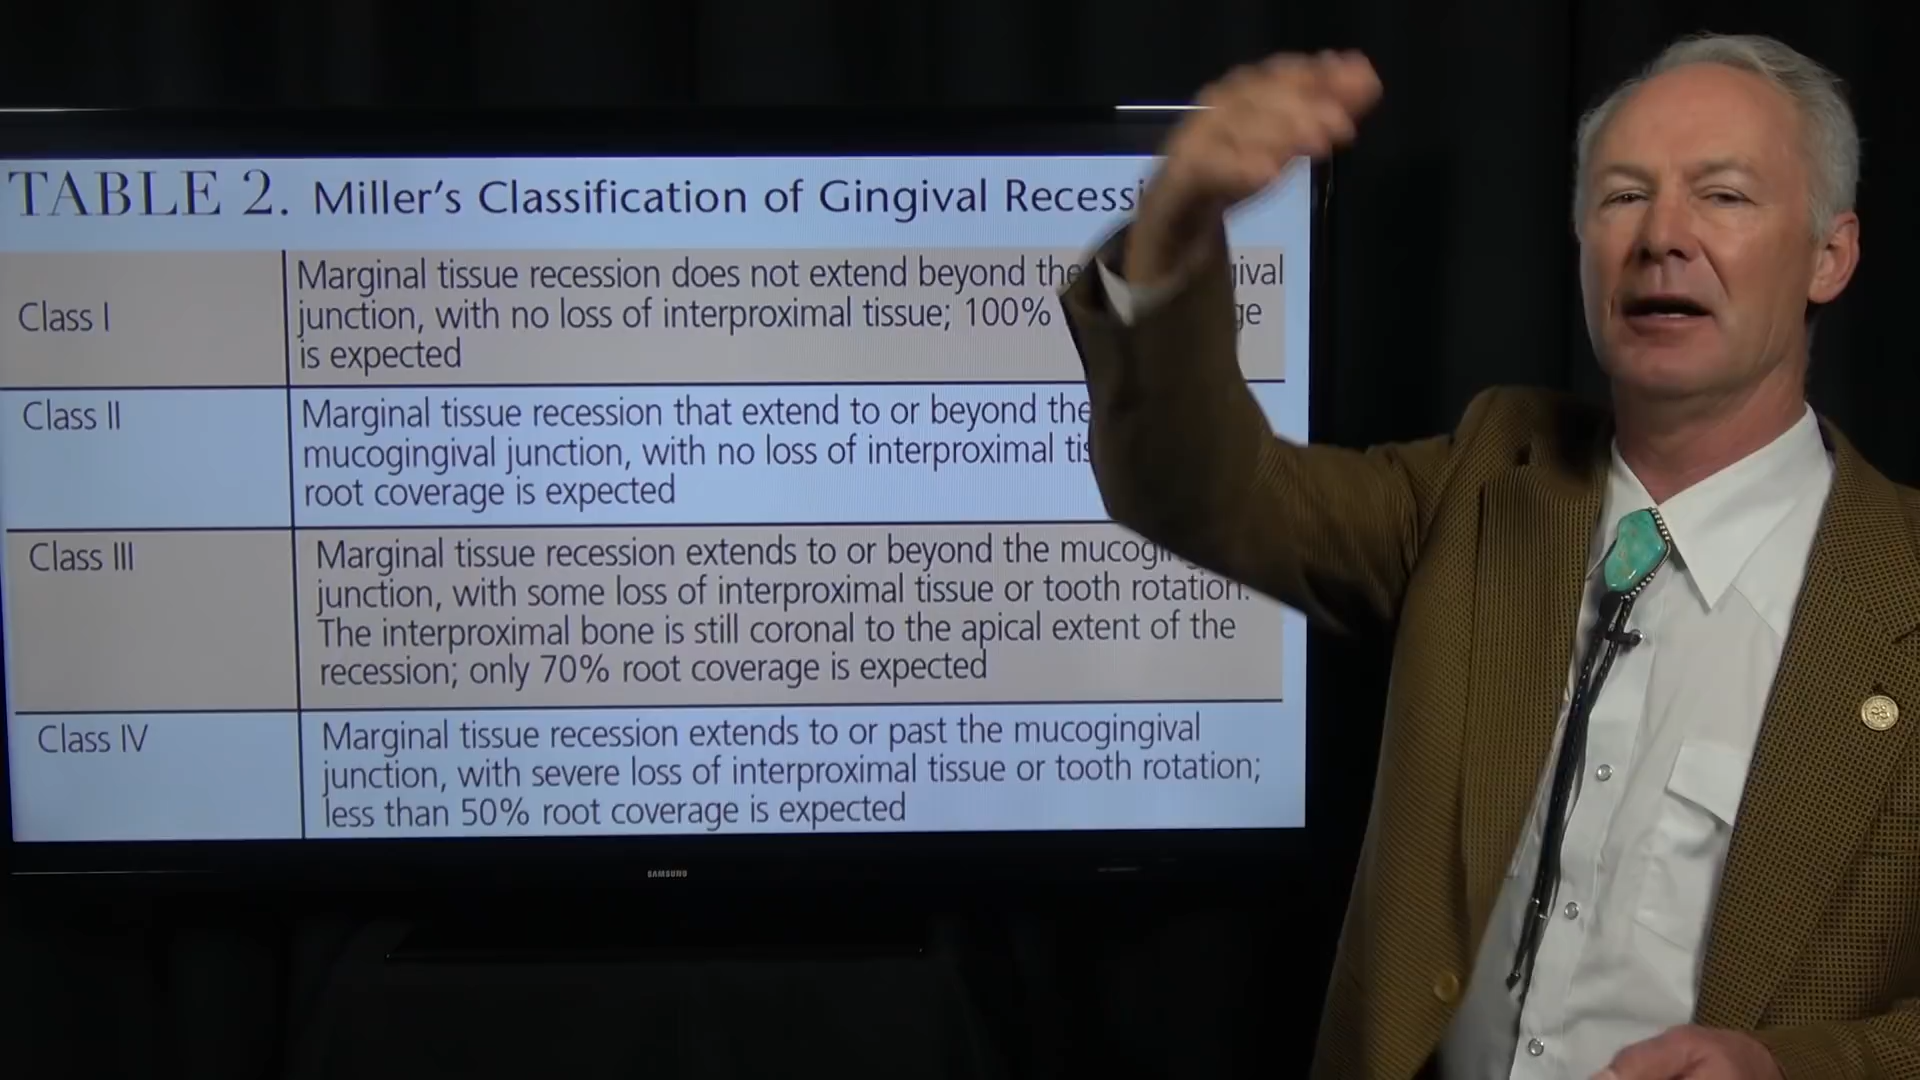 TABLE 2. Miller's Classification of Gingival
Class I
Marginal tissue recession does not extend beyond the
junction, with no loss of interproximal tissue; 100%
is expected
Class II
Marginal tissue recession that extend to or beyond the
mucogingival junction, with no loss of interproximal
root coverage is expected
Class III
Marginal tissue recession extends to or beyond the
junction, with some loss of interproximal tissue or tooth rotation.
The interproximal bone is still coronal to the apical extent of the
recession; only 70% root coverage is expected
Class IV
Marginal tissue recession extends to or past the mucogingival
junction, with severe loss of interproximal tissue or tooth rotation;
less than 50% root coverage is expected
SAMSUNG